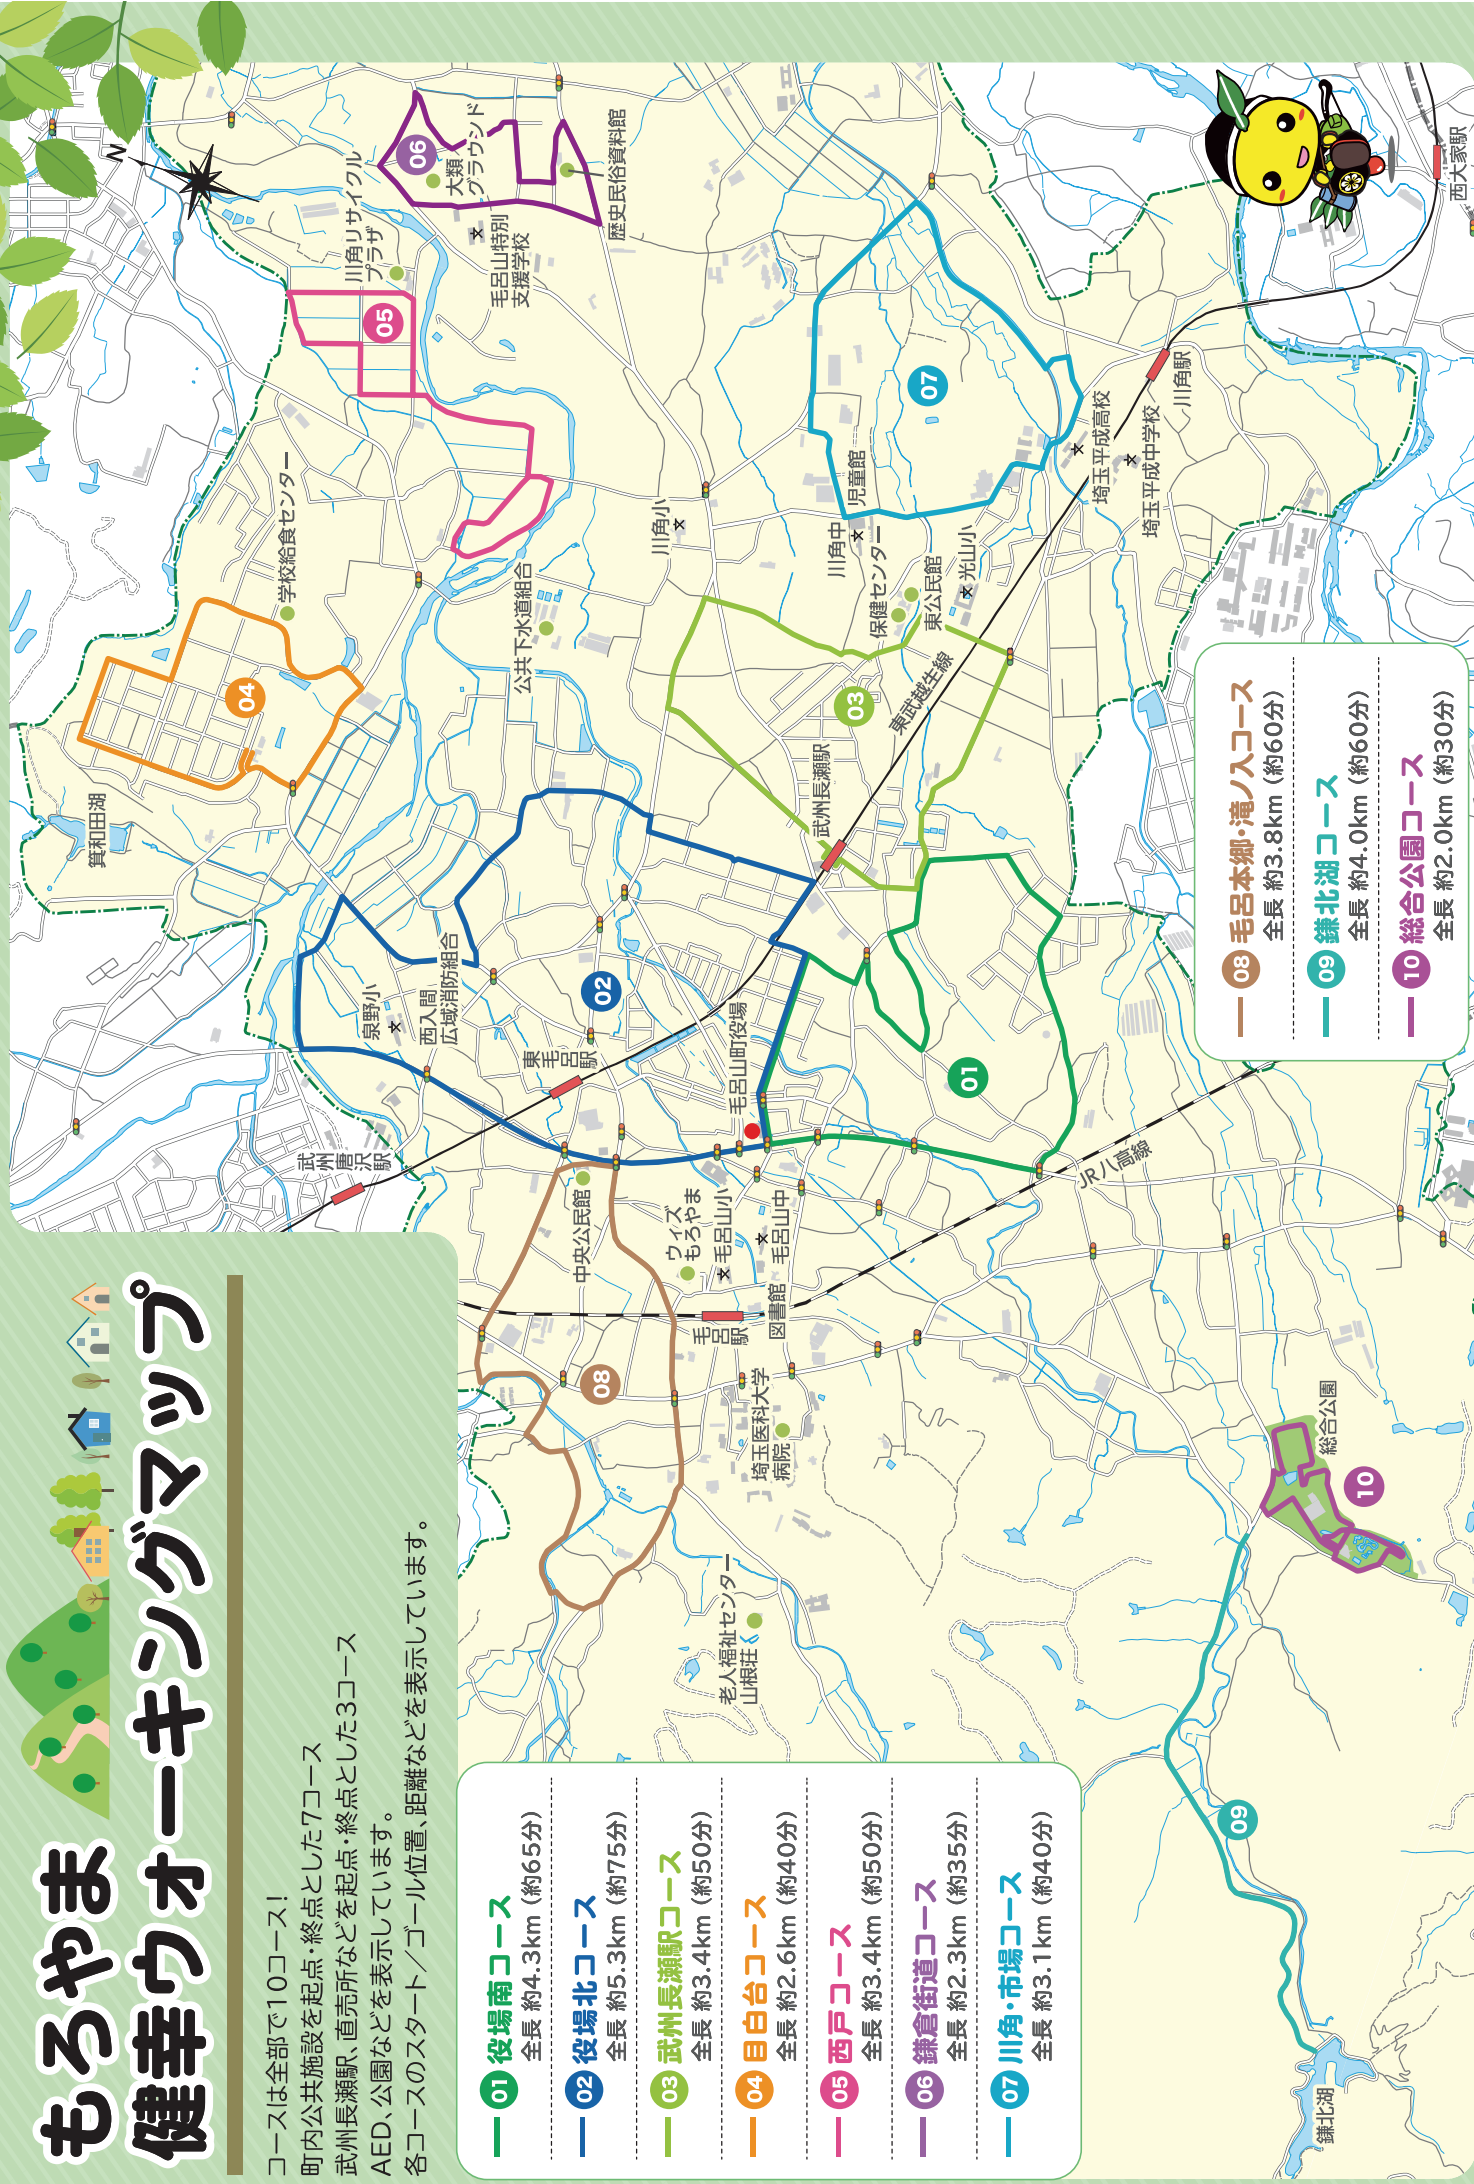 もろやま
健幸ウォーキングマップ
コースは全部で10コース！
町内公共施設を起点・終点とした7コース
武州長瀬駅、直売所などを起点・終点とした3コース
AED、公園などを表示しています。
各コースのスタート／ゴール位置、距離などを表示しています。
01 役場南コース
全長 約4.3km（約65分）
02 役場北コース
全長 約5.3km（約75分）
03 武州長瀬駅コース
全長 約3.4km（約50分）
04 目白台コース
全長 約2.6km（約40分）
05 西戸コース
全長 約3.4km（約50分）
06 鎌倉街道コース
全長 約2.3km（約35分）
07 川角・市場コース
全長 約3.1km（約40分）
08 毛呂本郷・滝ノ入コース
全長 約3.8km（約60分）
09 鎌北湖コース
全長 約4.0km（約60分）
10 総合公園コース
全長 約2.0km（約30分）
N
箕和田湖
学校給食センター
川角リサイクル
プラザ
大類
グラウンド
毛呂山特別
支援学校
歴史民俗資料館
04
05
06
武州唐沢駅
泉野小
西入間
広域消防組合
東毛呂駅
公共下水道組合
川角小
02
中央公民館
ウィズ
もろやま
毛呂山小
毛呂山中
毛呂山町役場
武州長瀬駅
03
東武越生線
川角中
児童館
保健センター
東公民館
光山小
07
埼玉平成高校
埼玉平成中学校
川角駅
西大家駅
08
毛呂駅
図書館
埼玉医科大学
病院
老人福祉センター
山根荘
01
JR八高線
総合公園
10
09
鎌北湖